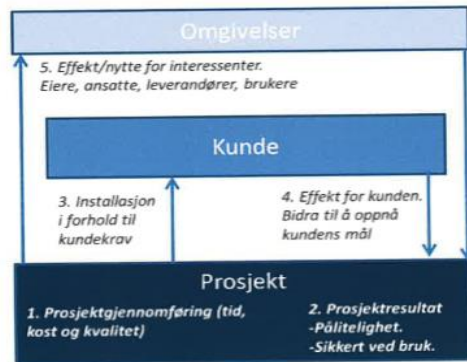 Omgivelser
5. Effekt/nytte for interessenter.
Eiere, ansatte, leverandører, brukere
Kunde
3. Installasjon
i forhold til
kundekrav
4. Effekt for kunden.
Bidra til å oppnå
kundens mål
Prosjekt
1. Prosjektgjennomføring (tid,
kost og kvalitet)
2. Prosjektresultat
-Pålitelighet.
-Sikkert ved bruk.